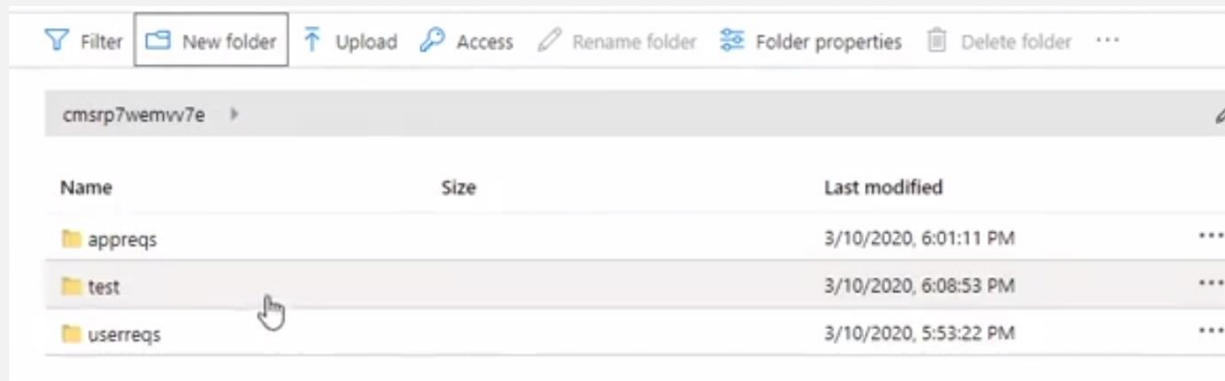 Filter New folder Upload Access Rename folder Folder properties Delete folder ...
cmsrp7wemvv7e
Name Size Last modified
appreqs 3/10/2020, 6:01:11 PM ...
test 3/10/2020, 6:08:53 PM ...
userreqs 3/10/2020, 5:53:22 PM ...